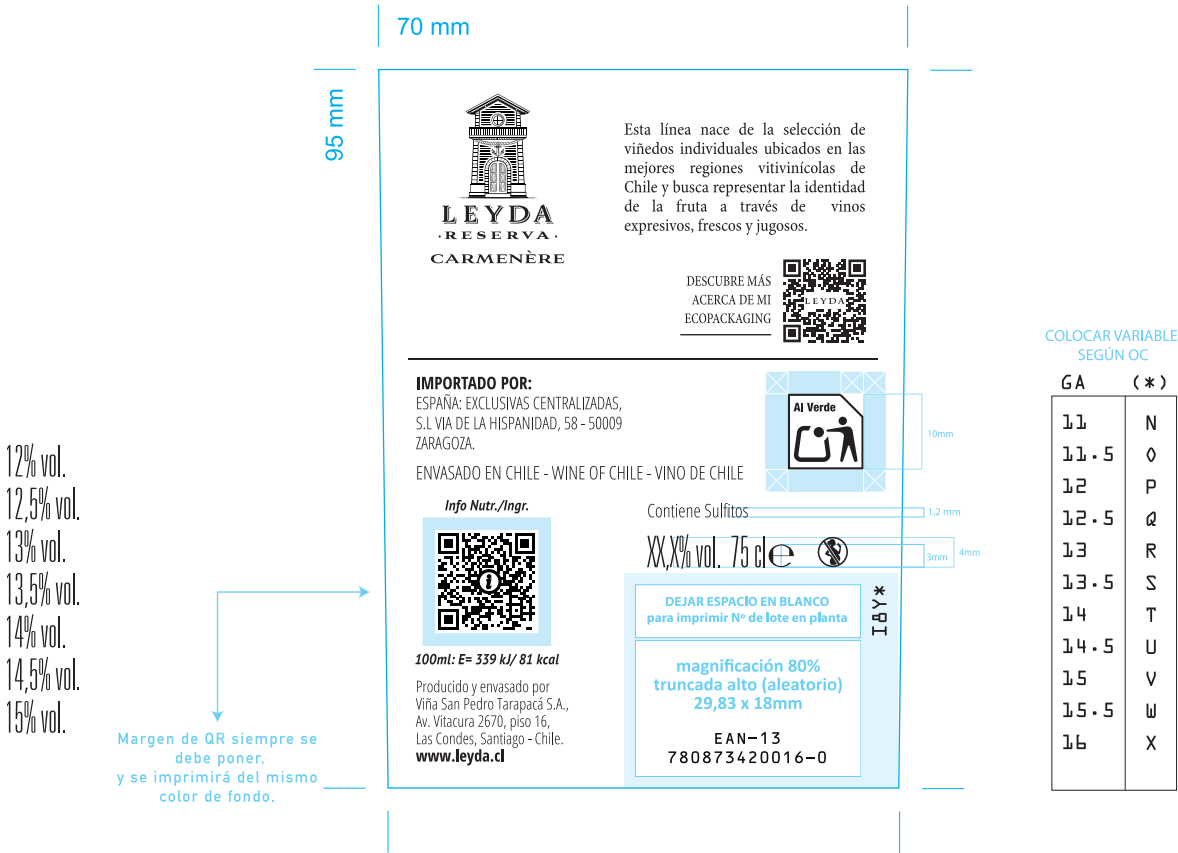 70 mm
95 mm
LEYDA
·RESERVA·
CARMENÈRE
Esta línea nace de la selección de
viñedos individuales ubicados en las
mejores regiones vitivinícolas de
Chile y busca representar la identidad
de la fruta a través de vinos
expresivos, frescos y jugosos.
DESCUBRE MÁS
ACERCA DE MI
ECOPACKAGING
LEYDA
IMPORTADO POR:
ESPAÑA: EXCLUSIVAS CENTRALIZADAS,
S.L VIA DE LA HISPANIDAD, 58 - 50009
ZARAGOZA.
ENVASADO EN CHILE - WINE OF CHILE - VINO DE CHILE
Al Verde
10mm
Info Nutr./Ingr.
i
100ml: E= 339 kJ/ 81 kcal
Producido y envasado por
Viña San Pedro Tarapacá S.A.,
Av. Vitacura 2670, piso 16,
Las Condes, Santiago - Chile.
www.leyda.cl
Contiene Sulfitos
1.2 mm
XX,X% vol. 75 cl e
3mm
4mm
DEJAR ESPACIO EN BLANCO
para imprimir Nº de lote en planta
I8Y*
magnificación 80%
truncada alto (aleatorio)
29,83 x 18mm
EAN-13
780873420016-0
12% vol.
12,5% vol.
13% vol.
13,5% vol.
14% vol.
14,5% vol.
15% vol.
Margen de QR siempre se
debe poner.
y se imprimirá del mismo
color de fondo.
COLOCAR VARIABLE
SEGÚN OC
GA (*)
11 N
11.5 O
12 P
12.5 Q
13 R
13.5 S
14 T
14.5 U
15 V
15.5 W
16 X